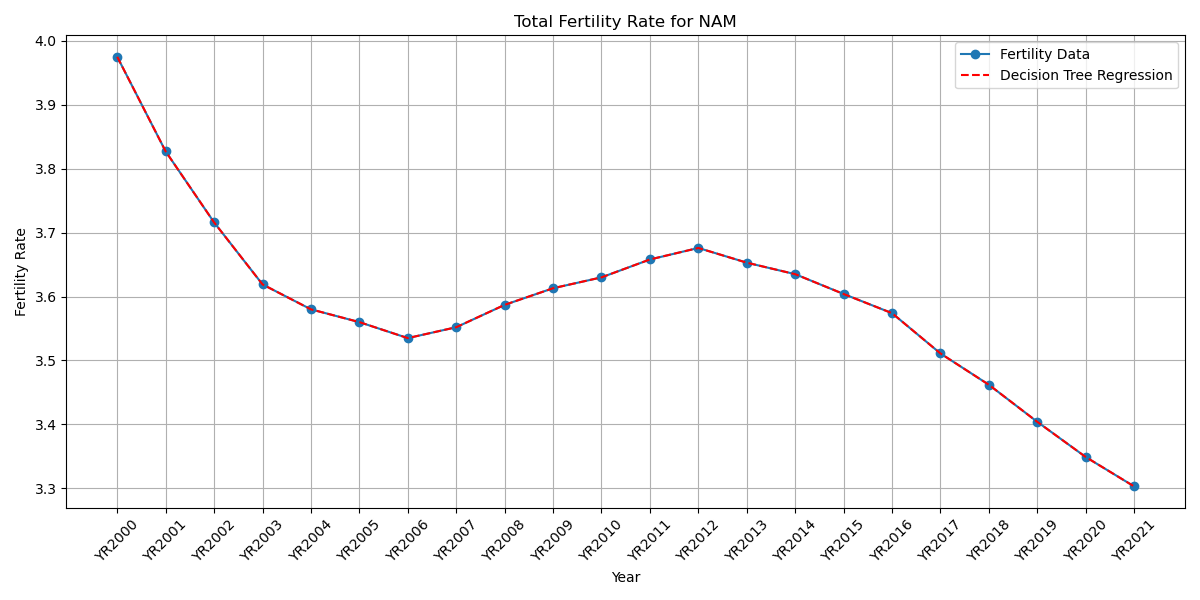 Total Fertility Rate for NAM
Fertility Data
Decision Tree Regression
Fertility Rate
4.0
3.9
3.8
3.7
3.6
3.5
3.4
3.3
YR2000
YR2001
YR2002
YR2003
YR2004
YR2005
YR2006
YR2007
YR2008
YR2009
YR2010
YR2011
YR2012
YR2013
YR2014
YR2015
YR2016
YR2017
YR2018
YR2019
YR2020
YR2021
Year